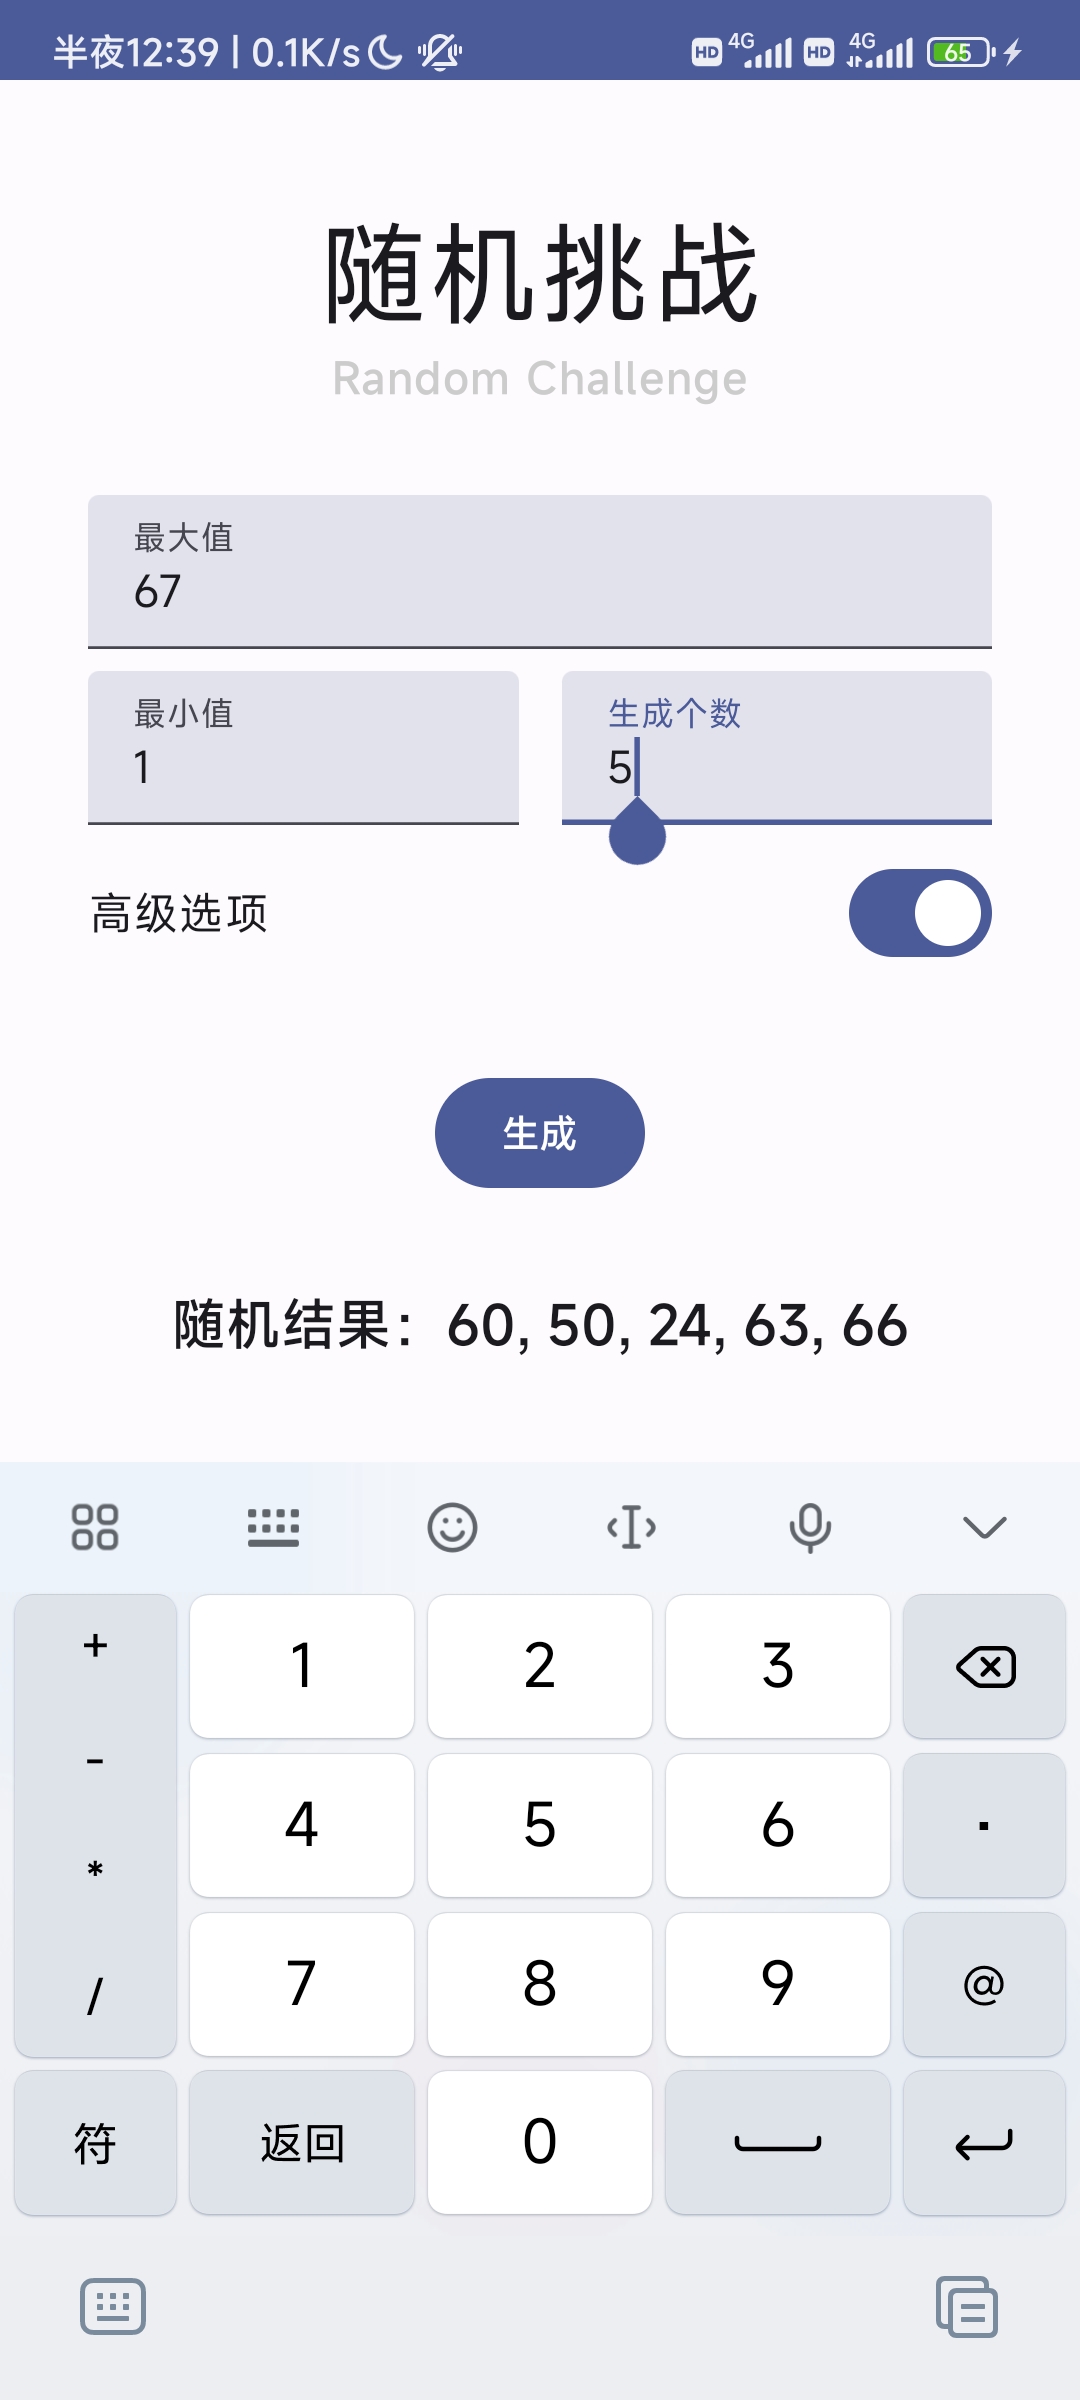 半夜12:39 | 0.1K/s HD 4G HD 4G 65
随机挑战
Random Challenge
最大值
67
最小值 生成个数
1 5
高级选项
生成
随机结果：60, 50, 24, 63, 66
+ 1 2 3
-
4 5 6 .
*
7 8 9 @
/
符 返回 0